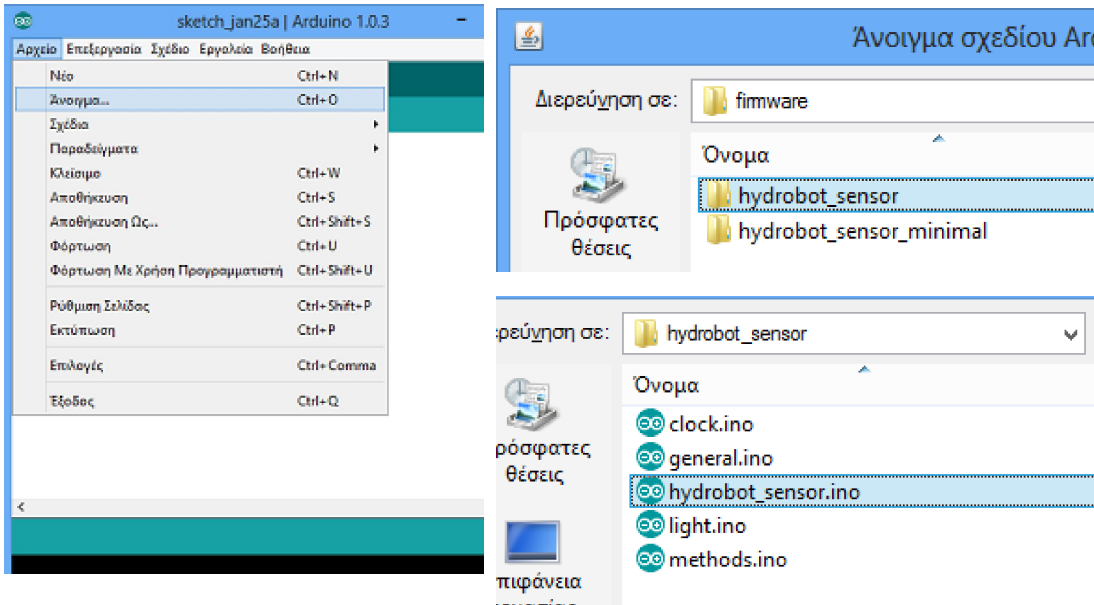 sketch_jan25a | Arduino 1.0.3
Αρχείο Επεξεργασία Σχέδιο Εργαλεία Βοήθεια
Νέο Ctrl+N
Άνοιγμα... Ctrl+O
Σχέδια
Παραδείγματα
Κλείσιμο Ctrl+W
Αποθήκευση Ctrl+S
Αποθήκευση Ως... Ctrl+Shift+S
Φόρτωση Ctrl+U
Φόρτωση Με Χρήση Προγραμματιστή Ctrl+Shift+U
Ρύθμιση Σελίδας Ctrl+Shift+P
Εκτύπωση Ctrl+P
Επιλογές Ctrl+Comma
Έξοδος Ctrl+Q
Άνοιγμα σχεδίου Ar
Διερεύνηση σε: firmware
Όνομα
hydrobot_sensor
hydrobot_sensor_minimal
Πρόσφατες
θέσεις
ρεύνηση σε: hydrobot_sensor
Όνομα
clock.ino
general.ino
hydrobot_sensor.ino
light.ino
methods.ino
ρόσφατες
θέσεις
πιφάνεια